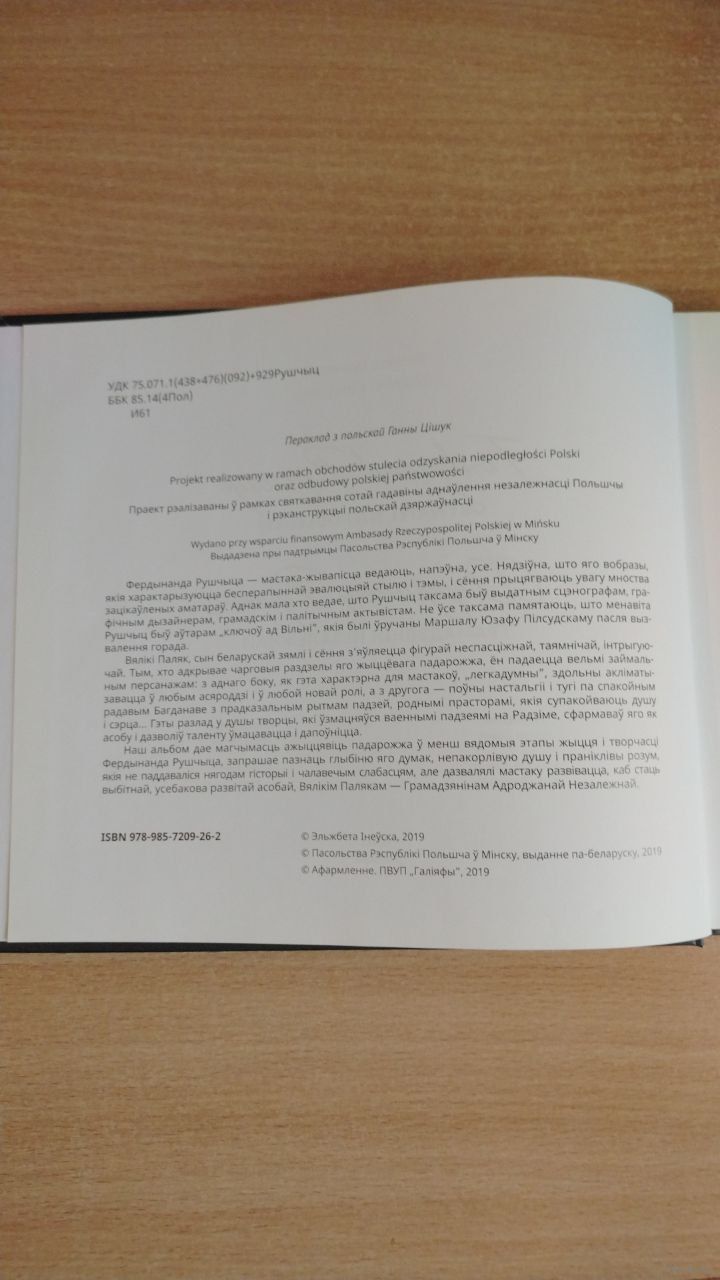 УДК 75.071.1(438+476)(092)+929Рушчыц
ББК 85.14(4Пол)
И61
Пераклад з польскай Ганны Цішук
Projekt realizowany w ramach obchodów stulecia odzyskania niepodległości Polski
oraz odbudowy polskiej państwowości
Праект рэалізаваны ў рамках святкавання сотай гадавіны аднаўлення незалежнасці Польшчы
і рэканструкцыі польскай дзяржаўнасці
Wydano przy wsparciu finansowym Ambasady Rzeczypospolitej Polskiej w Mińsku
Выдадзена пры падтрымцы Пасольства Рэспублікі Польшча ў Мінску
Фердынанда Рушчыца — мастака-жывапісца ведаюць, напэўна, усе. Нядзіўна, што яго вобразы,
якія характарызуюцца бесперапыннай эвалюцыяй стылю і тэмы, і сёння прыцягваюць увагу мноства
зацікаўленых аматараў. Аднак мала хто ведае, што Рушчыц таксама быў выдатным сцэнографам, гра-
фічным дызайнерам, грамадскім і палітычным актывістам. Не ўсе таксама памятаюць, што менавіта
Рушчыц быў аўтарам „ключоў ад Вільні”, якія былі ўручаны Маршалу Юзафу Пілсудскаму пасля выз-
валення горада.
Вялікі Паляк, сын беларускай зямлі і сёння з'яўляецца фігурай неспасціжнай, таямнічай, інтрыгую-
чай. Тым, хто адкрывае чарговыя раздзелы яго жыццёвага падарожжа, ён падаецца вельмі займаль-
ным персанажам: з аднаго боку, як гэта характэрна для мастакоў, „легкадумны”, здольны акліматы-
завацца ў любым асяроддзі і ў любой новай ролі, а з другога — поўны настальгіі і тугі па спакойным
радавым Багданаве з прадказальным рытмам падзей, роднымі прасторамі, якія супакойваюць душу
і сэрца... Гэты разлад у душы творцы, які ўзмацняўся ваеннымі падзеямі на Радзіме, сфармаваў яго як
асобу і дазволіў таленту ўмацавацца і дапоўніцца.
Наш альбом дае магчымасць ажыццявіць падарожжа ў менш вядомыя этапы жыцця і творчасці
Фердынанда Рушчыца, запрашае пазнаць глыбіню яго думак, непакорлівую душу і праніклівы розум,
якія не паддаваліся нягодам гісторыі і чалавечым слабасцям, але дазвалялі мастаку развівацца, каб стаць
выбітнай, усебакова развітай асобай, Вялікім Палякам — Грамадзянінам Адроджанай Незалежнай.
ISBN 978-985-7209-26-2
© Эльжбета Інеўска, 2019
© Пасольства Рэспублікі Польшча ў Мінску, выданне па-беларуску, 2019
© Афармленне. ПВУП „Галіяфы”, 2019